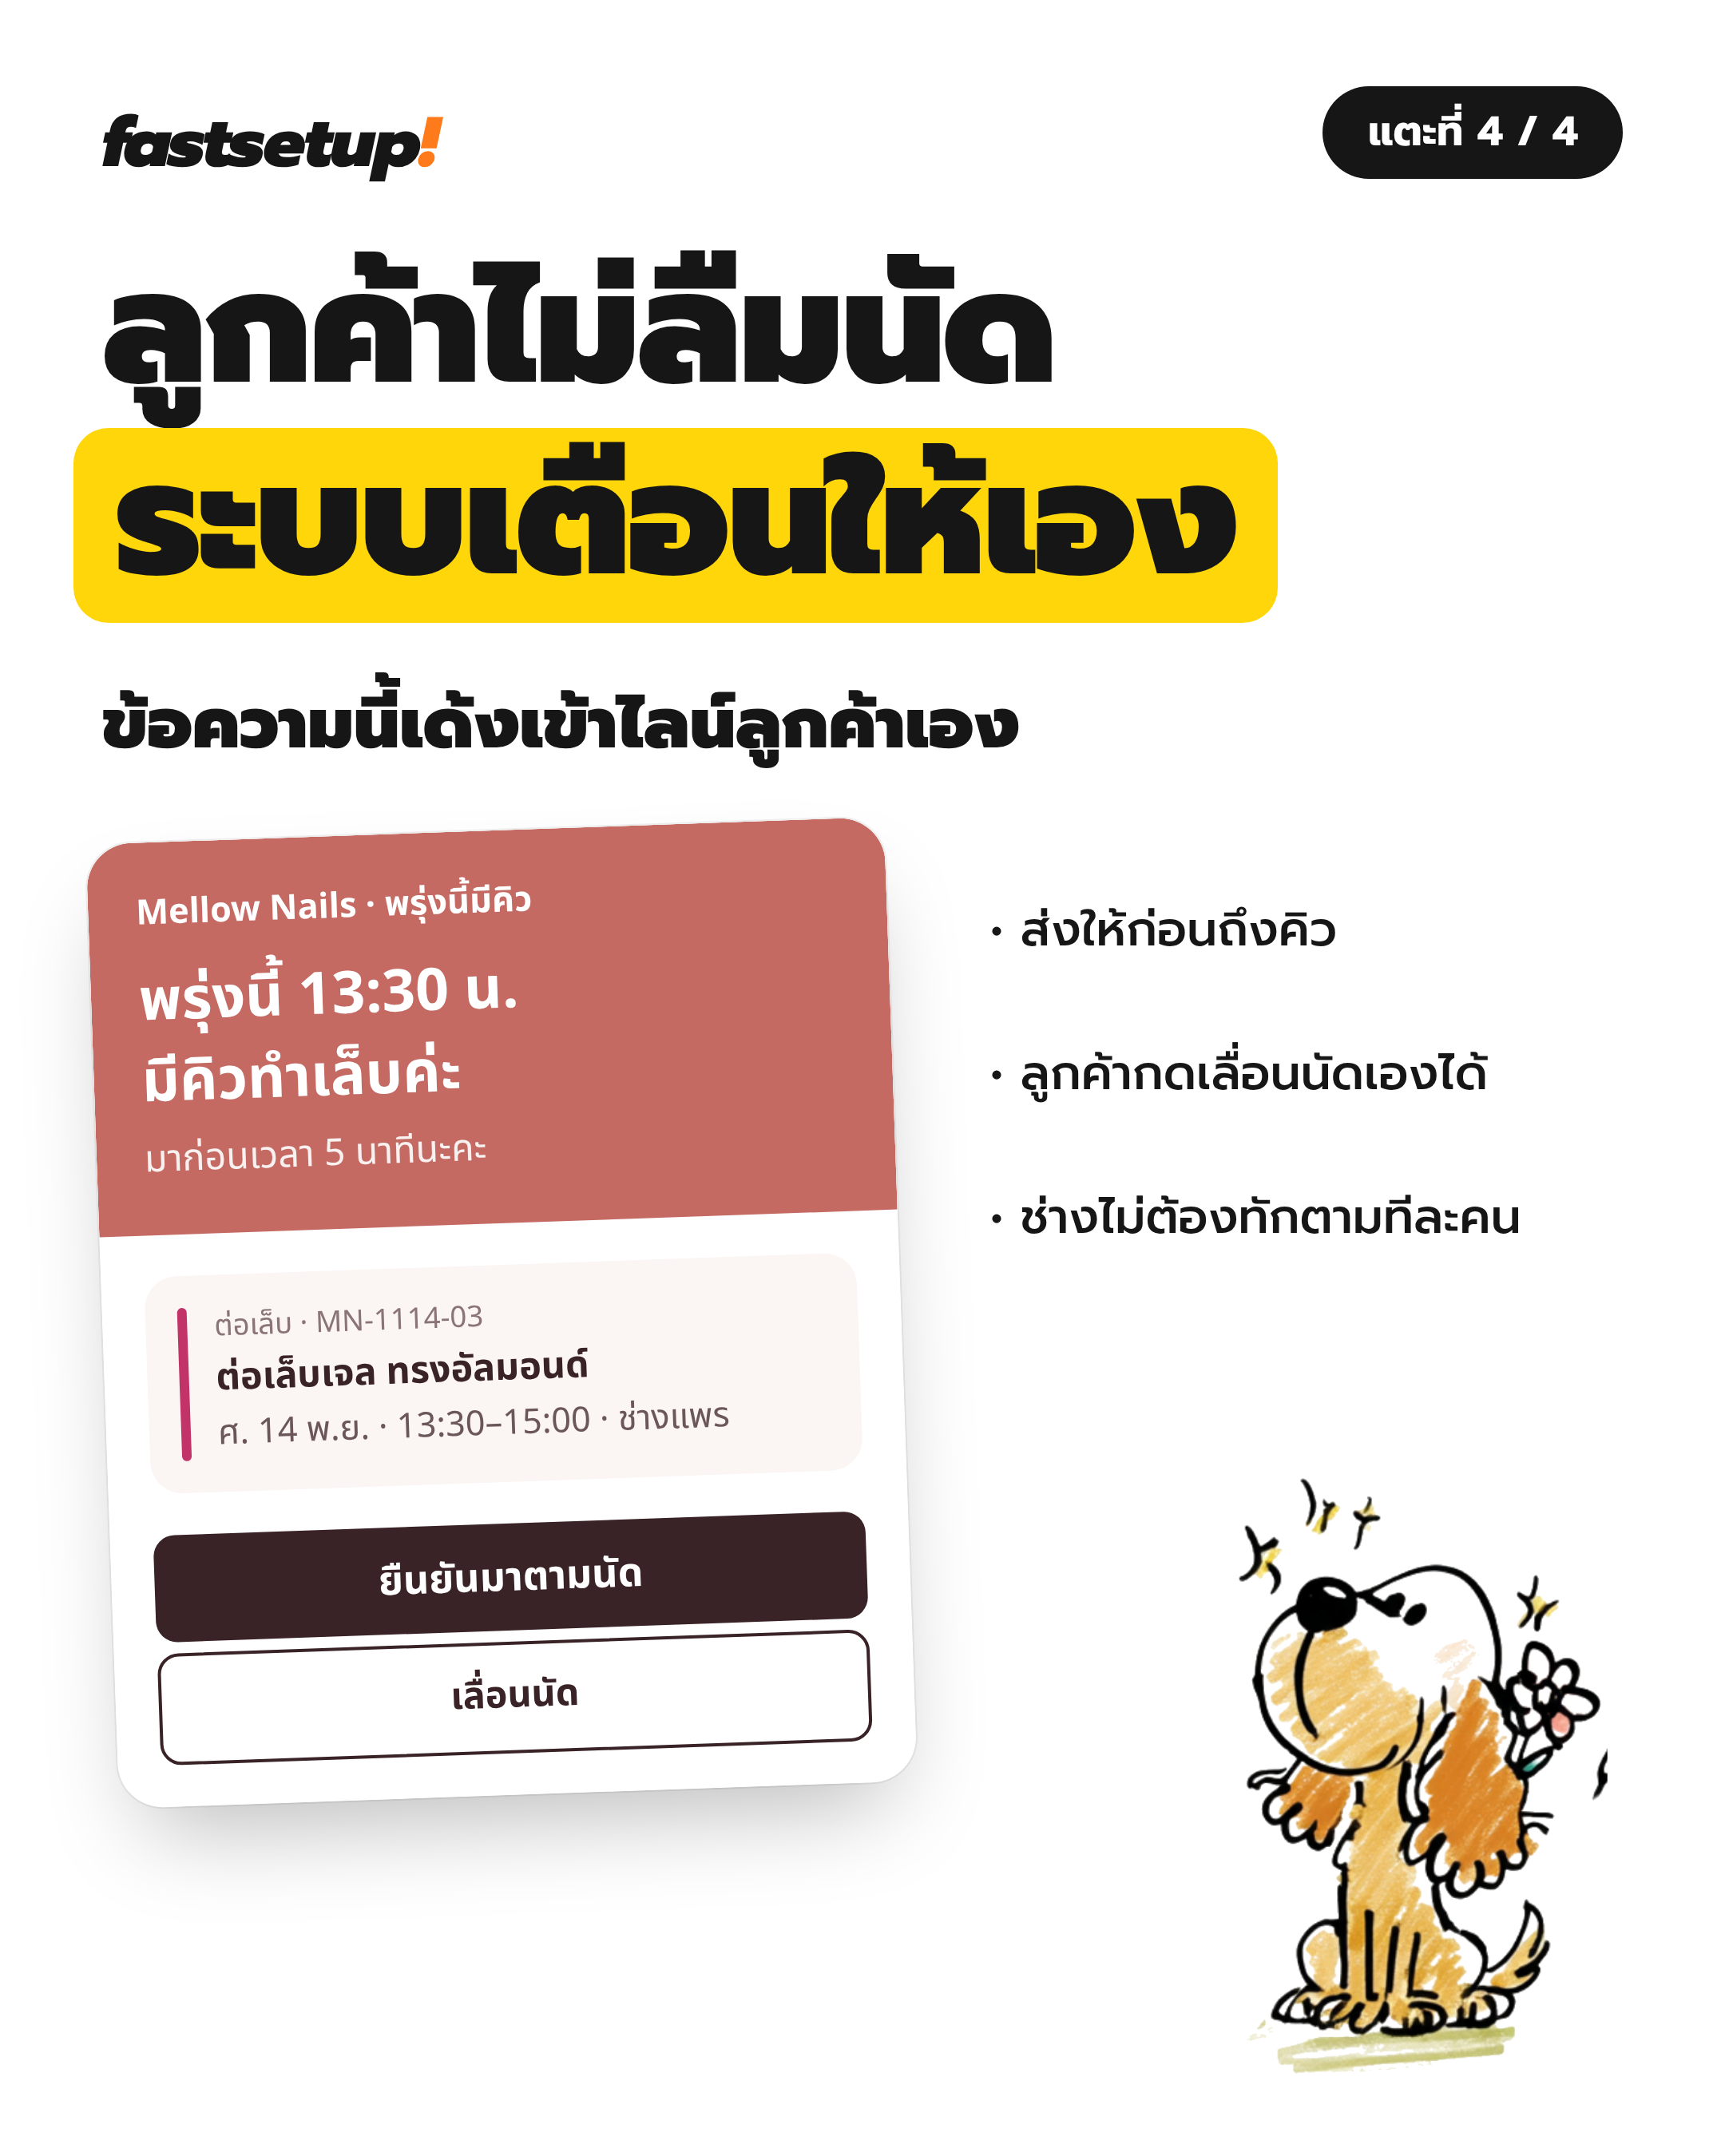 fastsetup!
แตะที่ 4 / 4
ลูกค้าไม่ลืมนัด
ระบบเตือนให้เอง
ข้อความนี้เด้งเข้าไลน์ลูกค้าเอง
Mellow Nails · พรุ่งนี้มีคิว
พรุ่งนี้ 13:30 น.
มีคิวทำเล็บค่ะ
มาก่อนเวลา 5 นาทีนะคะ
ต่อเล็บ · MN-1114-03
ต่อเล็บเจล ทรงอัลมอนด์
ศ. 14 พ.ย. · 13:30–15:00 · ช่างแพร
ยืนยันมาตามนัด
เลื่อนนัด
· ส่งให้ก่อนถึงคิว
· ลูกค้ากดเลื่อนนัดเองได้
· ช่างไม่ต้องทักตามทีละคน